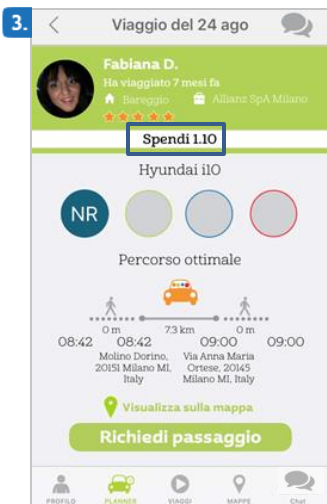 3.
Viaggio del 24 ago
Fabiana D.
Ha viaggiato 7 mesi fa
Bareggio Allianz SpA Milano
Spendi 1.10
Hyundai i10
NR
Percorso ottimale
0 m 7.3 km 0 m
08:42 08:42 09:00 09:00
Molino Dorino, Via Anna Maria
20151 Milano MI, Ortese, 20145
Italy Milano MI, Italy
Visualizza sulla mappa
Richiedi passaggio
PROFILO PLANNER VIAGGI MAPPE Chat